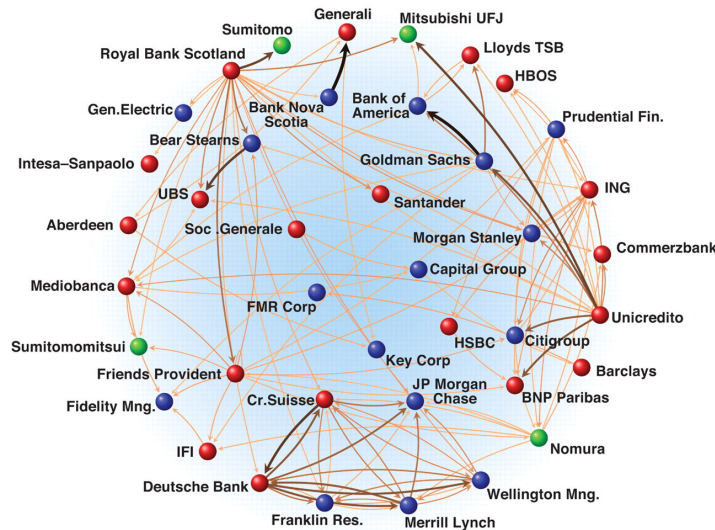 Generali
Sumitomo
Mitsubishi UFJ
Royal Bank Scotland
Lloyds TSB
HBOS
Gen.Electric
Bank Nova
Scotia
Bank of
America
Prudential Fin.
Bear Stearns
Goldman Sachs
Intesa–Sanpaolo
UBS
Santander
ING
Aberdeen
Soc .Generale
Morgan Stanley
Commerzbank
Mediobanca
Capital Group
FMR Corp
Unicredito
Sumitomomitsui
HSBC
Citigroup
Key Corp
Friends Provident
Barclays
Fidelity Mng.
Cr.Suisse
JP Morgan
Chase
BNP Paribas
IFI
Nomura
Deutsche Bank
Wellington Mng.
Franklin Res.
Merrill Lynch